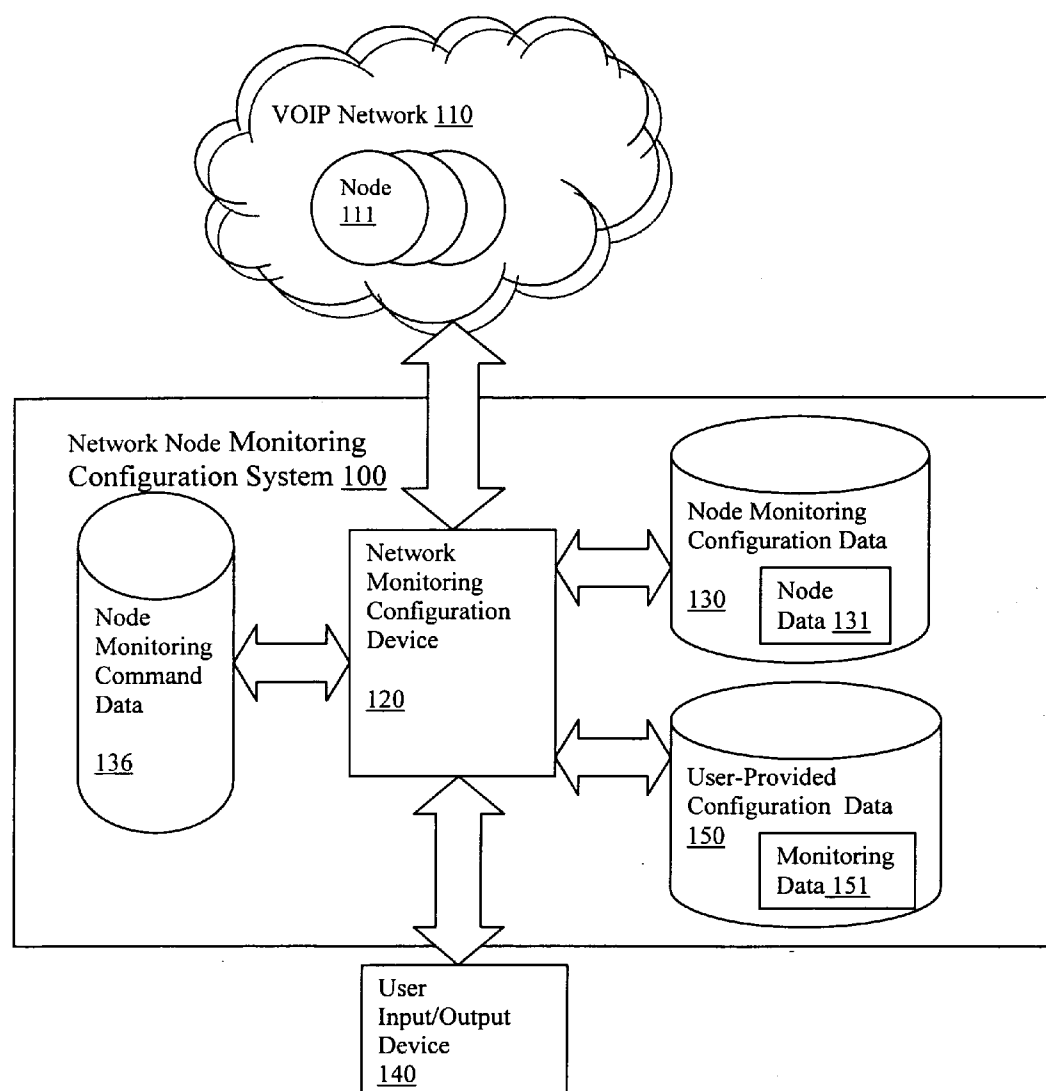 VOIP Network 110
Node
111
Network Node Monitoring
Configuration System 100
Node
Monitoring
Command
Data
136
Network
Monitoring
Configuration
Device
120
Node Monitoring
Configuration Data
130
Node
Data 131
User-Provided
Configuration Data
150
Monitoring
Data 151
User
Input/Output
Device
140